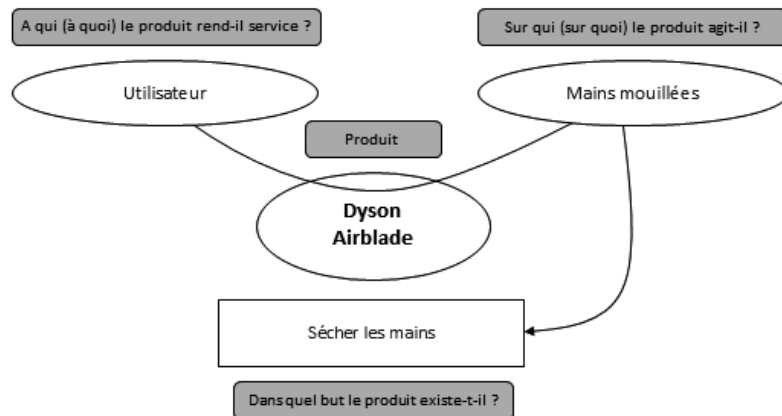 A qui (à quoi) le produit rend-il service ?
Sur qui (sur quoi) le produit agit-il ?
Utilisateur
Mains mouillées
Produit
Dyson
Airblade
Sécher les mains
Dans quel but le produit existe-t-il ?